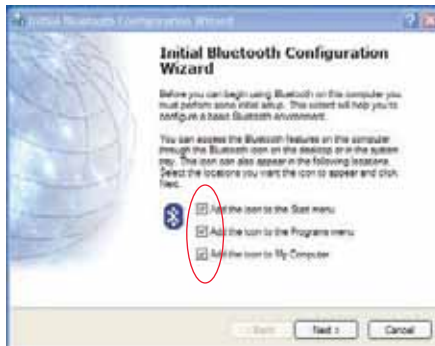 Initial Bluetooth Configuration Wizard
Initial Bluetooth Configuration
Wizard
Before you can begin using Bluetooth on this computer you
must perform some initial setup. This wizard will help you to
configure a basic Bluetooth environment.
You can access the Bluetooth features on this computer
through the Bluetooth icon on the desktop or in the system
tray. This icon can also appear in the following locations.
Select the locations you want the icon to appear and click
Next.
Add the icon to the Start menu
Add the icon to the Programs menu
Add the icon to My Computer
< Back
Next >
Cancel